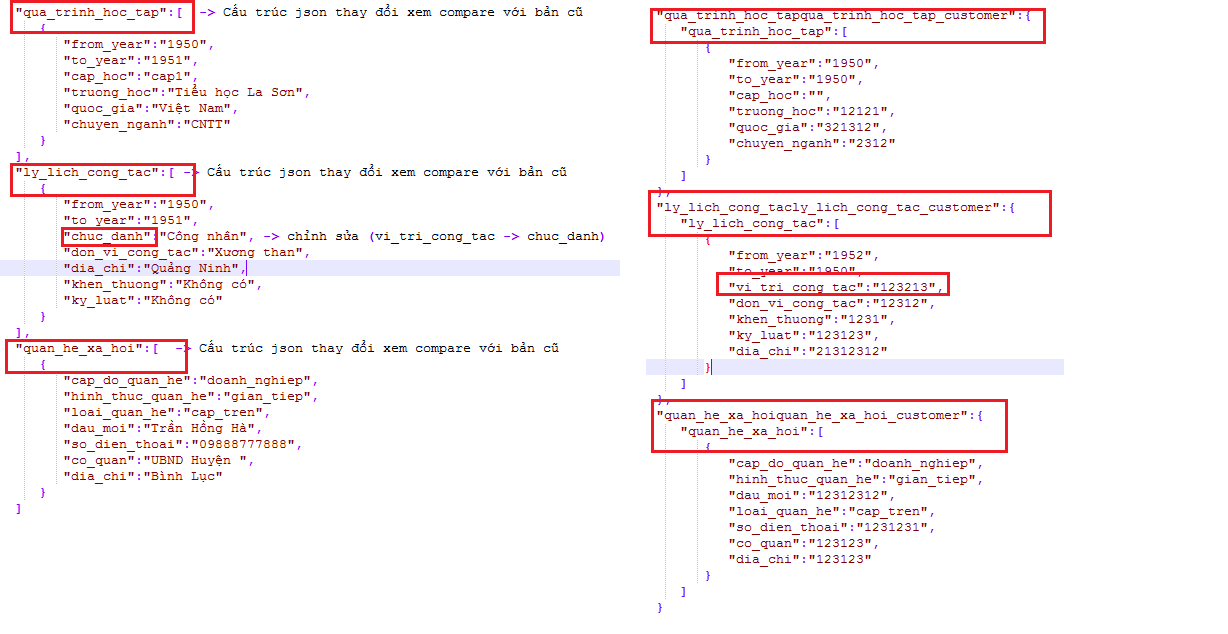 "qua_trinh_hoc_tap":[  -> Cấu trúc json thay đổi xem compare với bản cũ
{
"from_year":"1950",
"to_year":"1951",
"cap_hoc":"cap1",
"truong_hoc":"Tiểu học La Sơn",
"quoc_gia":"Việt Nam",
"chuyen_nganh":"CNTT"
}
],
"ly_lich_cong_tac":[ -> Cấu trúc json thay đổi xem compare với bản cũ
{
"from_year":"1950",
"to_year":"1951",
"chuc_danh":"Công nhân", -> chỉnh sửa (vi_tri_cong_tac -> chuc_danh)
"don_vi_cong_tac":"Xương than",
"dia_chi":"Quảng Ninh",
"khen_thuong":"Không có",
"ky_luat":"Không có"
}
],
"quan_he_xa_hoi":[  -> Cấu trúc json thay đổi xem compare với bản cũ
{
"cap_do_quan_he":"doanh_nghiep",
"hinh_thuc_quan_he":"gian_tiep",
"loai_quan_he":"cap_tren",
"dau_moi":"Trần Hồng Hà",
"so_dien_thoai":"09888777888",
"co_quan":"UBND Huyện ",
"dia_chi":"Bình Lục"
}
]
"qua_trinh_hoc_tapqua_trinh_hoc_tap_customer":{
"qua_trinh_hoc_tap":[
{
"from_year":"1950",
"to_year":"1950",
"cap_hoc":"",
"truong_hoc":"12121",
"quoc_gia":"321312",
"chuyen_nganh":"2312"
}
]
},
"ly_lich_cong_tacly_lich_cong_tac_customer":{
"ly_lich_cong_tac":[
{
"from_year":"1952",
"to_year":"1950",
"vi_tri_cong_tac":"123213",
"don_vi_cong_tac":"12312",
"khen_thuong":"1231",
"ky_luat":"123123",
"dia_chi":"21312312"
}
]
},
"quan_he_xa_hoiquan_he_xa_hoi_customer":{
"quan_he_xa_hoi":[
{
"cap_do_quan_he":"doanh_nghiep",
"hinh_thuc_quan_he":"gian_tiep",
"dau_moi":"12312312",
"loai_quan_he":"cap_tren",
"so_dien_thoai":"1231231",
"co_quan":"123123",
"dia_chi":"123123"
}
]
}